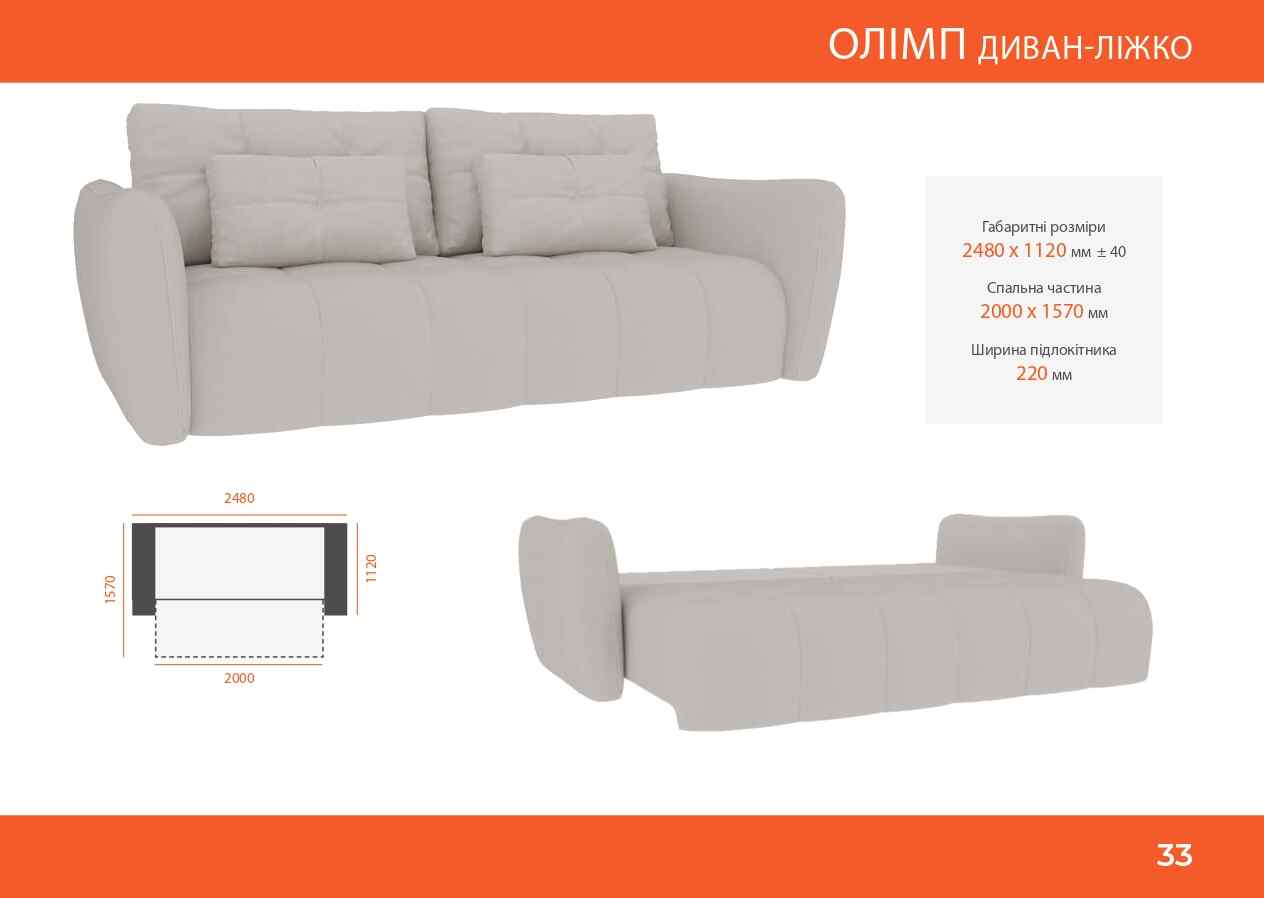 ОЛІМП ДИВАН-ЛІЖКО
Габаритні розміри
2480 x 1120 мм ± 40
Спальна частина
2000 x 1570 мм
Ширина підлокітника
220 мм
2480
1570
1120
2000
33